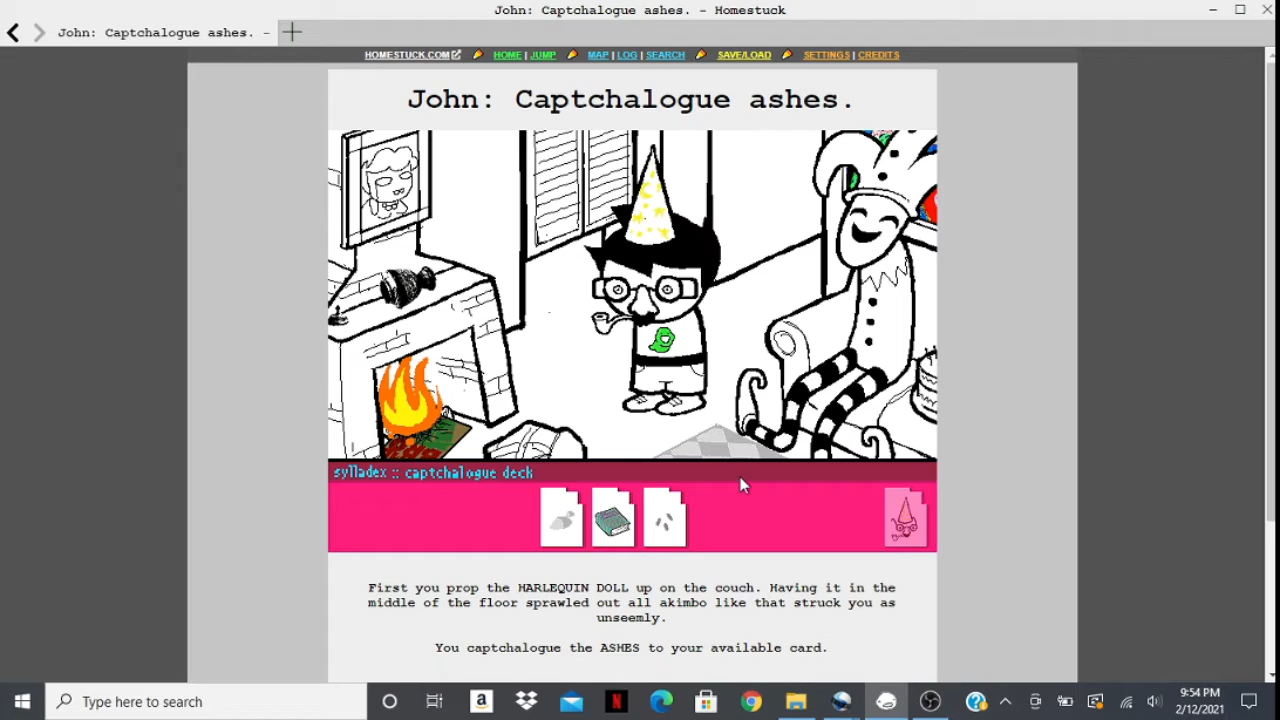 John: Captchalogue ashes. - Homestuck
John: Captchalogue ashes. -
HOMESTUCK.COM HOME | JUMP MAP | LOG | SEARCH SAVE/LOAD SETTINGS | CREDITS
John: Captchalogue ashes.
sylladex :: captchalogue deck
First you prop the HARLEQUIN DOLL up on the couch. Having it in the
middle of the floor sprawled out all akimbo like that struck you as
unseemly.
You captchalogue the ASHES to your available card.
Type here to search
9:54 PM
2/12/2021